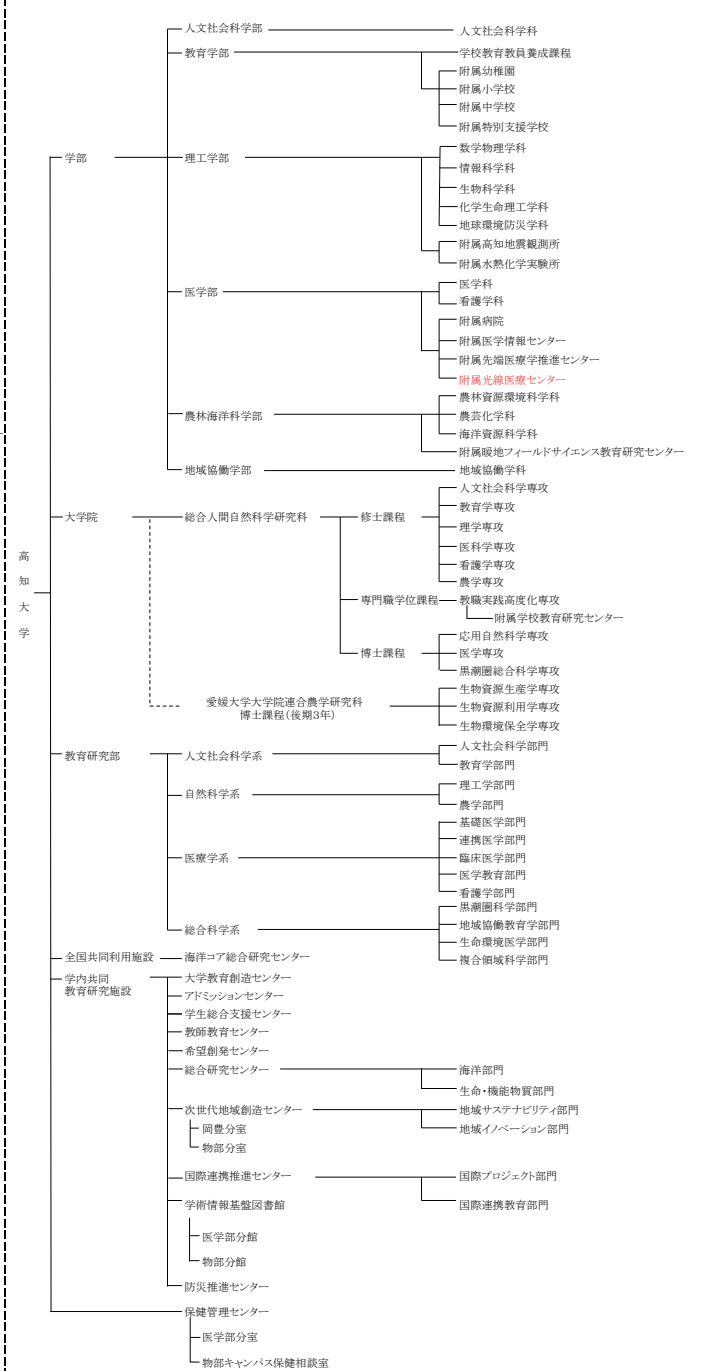 高知大学
学部
人文社会科学部
人文社会科学科
教育学部
学校教育教員養成課程
附属幼稚園
附属小学校
附属中学校
附属特別支援学校
理工学部
数学物理学科
情報科学科
生物科学科
化学生命理工学科
地球環境防災学科
附属高知地震観測所
附属水熱化学実験所
医学部
医学科
看護学科
附属病院
附属医学情報センター
附属先端医療学推進センター
附属光線医療センター
農林海洋科学部
農林資源環境科学科
農芸化学科
海洋資源科学科
附属暖地フィールドサイエンス教育研究センター
地域協働学部
地域協働学科
大学院
総合人間自然科学研究科
修士課程
人文社会科学専攻
教育学専攻
理学専攻
医科学専攻
看護学専攻
農学専攻
専門職学位課程
教職実践高度化専攻
附属学校教育研究センター
博士課程
応用自然科学専攻
医学専攻
黒潮圏総合科学専攻
愛媛大学大学院連合農学研究科
博士課程(後期3年)
生物資源生産学専攻
生物資源利用学専攻
生物環境保全学専攻
教育研究部
人文社会科学系
人文社会科学部門
教育学部門
自然科学系
理工学部門
農学部門
医療学系
基礎医学部門
連携医学部門
臨床医学部門
医学教育部門
看護学部門
総合科学系
黒潮圏科学部門
地域協働教育学部門
生命環境医学部門
複合領域科学部門
全国共同利用施設
海洋コア総合研究センター
学内共同
教育研究施設
大学教育創造センター
アドミッションセンター
学生総合支援センター
教師教育センター
希望創発センター
総合研究センター
海洋部門
生命・機能物質部門
次世代地域創造センター
地域サステナビリティ部門
地域イノベーション部門
岡豊分室
物部分室
国際連携推進センター
国際プロジェクト部門
国際連携教育部門
学術情報基盤図書館
医学部分館
物部分館
防災推進センター
保健管理センター
医学部分室
物部キャンパス保健相談室